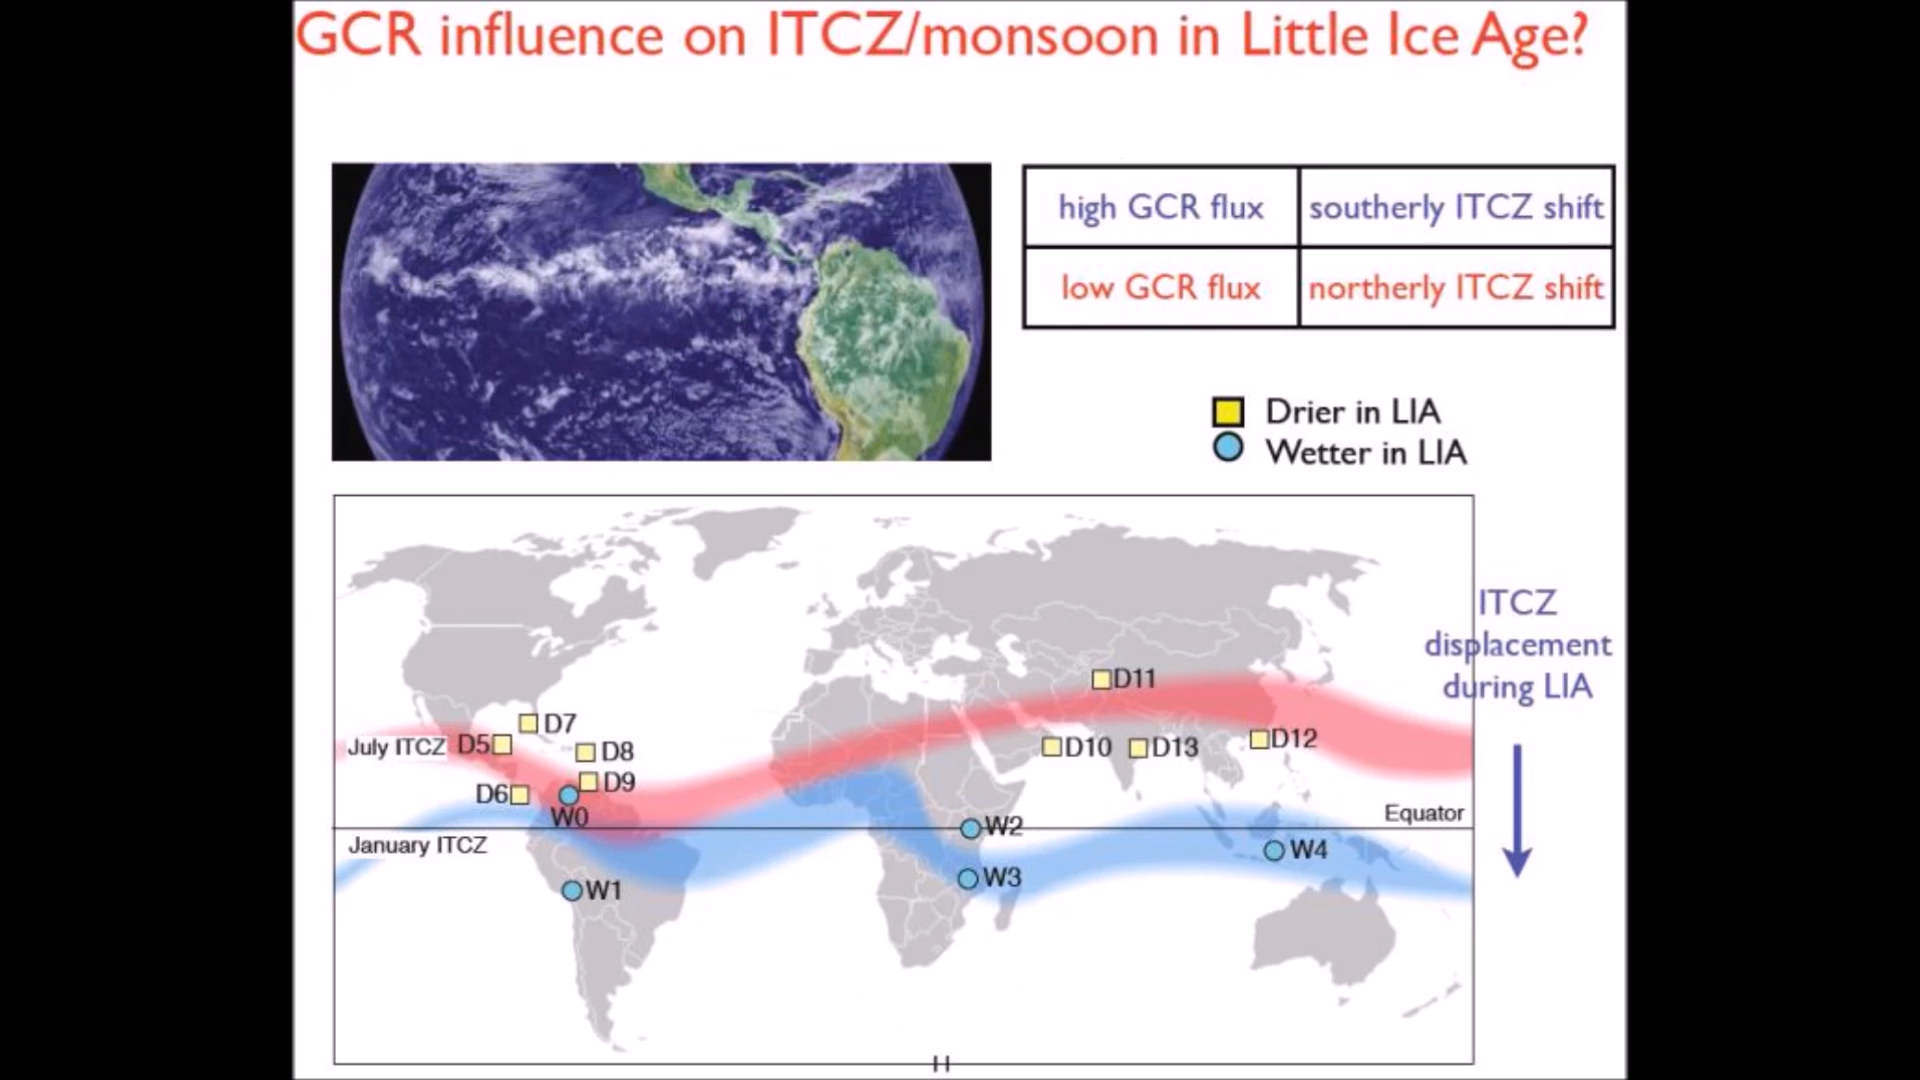 GCR influence on ITCZ/monsoon in Little Ice Age?
high GCR flux
southerly ITCZ shift
low GCR flux
northerly ITCZ shift
Drier in LIA
Wetter in LIA
ITCZ
displacement
during LIA
D11
D7
July ITCZ
D5
D8
D10
D13
D12
D9
D6
W0
Equator
W2
January ITCZ
W4
W3
W1